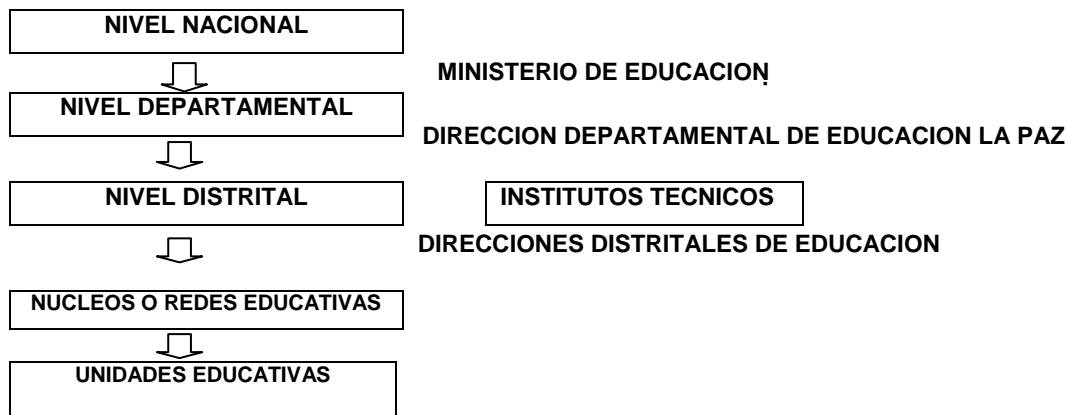 NIVEL NACIONAL
MINISTERIO DE EDUCACION
NIVEL DEPARTAMENTAL
DIRECCION DEPARTAMENTAL DE EDUCACION LA PAZ
NIVEL DISTRITAL
INSTITUTOS TECNICOS
DIRECCIONES DISTRITALES DE EDUCACION
NUCLEOS O REDES EDUCATIVAS
UNIDADES EDUCATIVAS